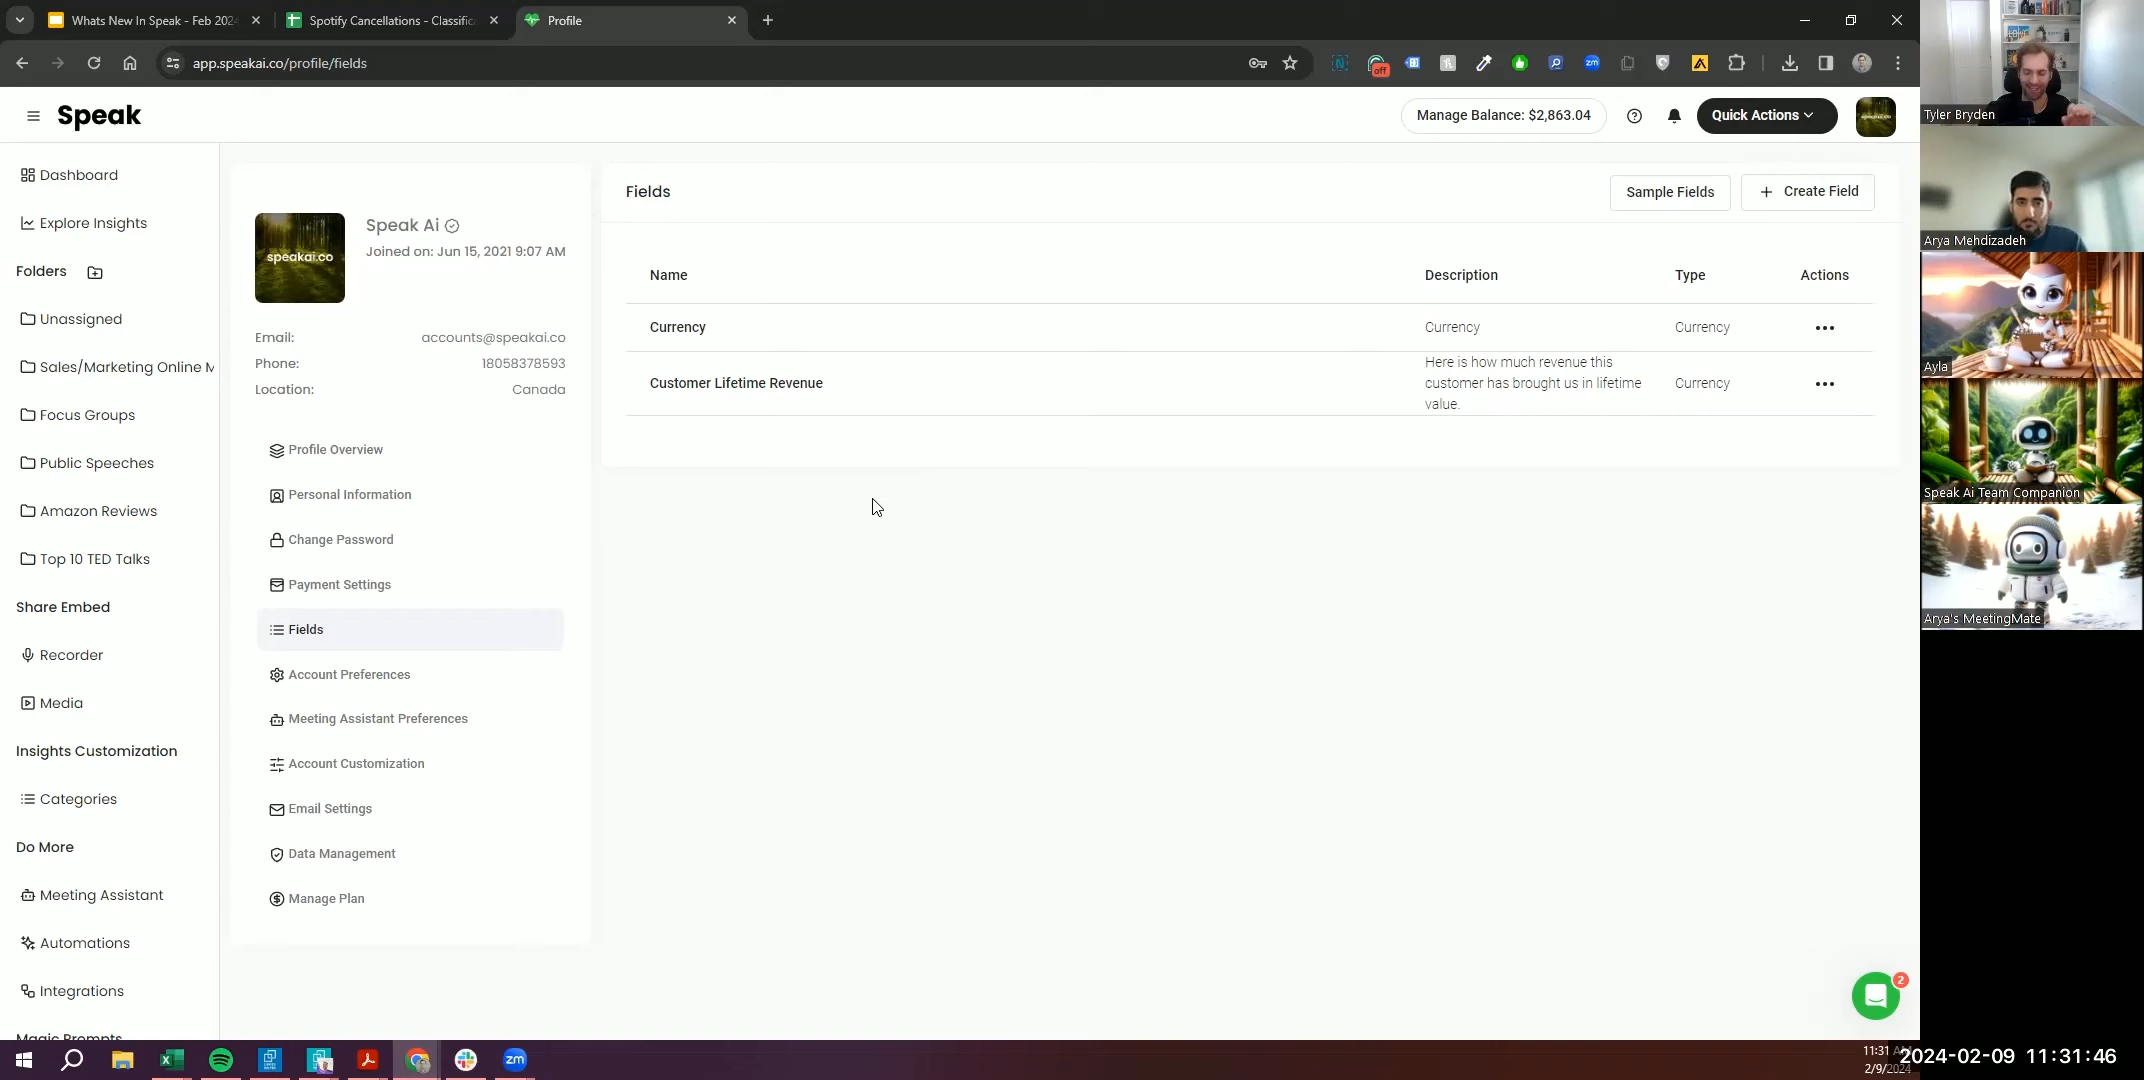 Whats New In Speak - Feb 2024
Spotify Cancellations - Classific
Profile
app.speakai.co/profile/fields
off
zm
Speak
Manage Balance: $2,863.04
Quick Actions
Dashboard
Explore Insights
Folders
Unassigned
Sales/Marketing Online M
Focus Groups
Public Speeches
Amazon Reviews
Top 10 TED Talks
Share Embed
Recorder
Media
Insights Customization
Categories
Do More
Meeting Assistant
Automations
Integrations
Magic Prompts
speakai.co
Speak Ai
Joined on: Jun 15, 2021 9:07 AM
Email: accounts@speakai.co
Phone: 18058378593
Location: Canada
Profile Overview
Personal Information
Change Password
Payment Settings
Fields
Account Preferences
Meeting Assistant Preferences
Account Customization
Email Settings
Data Management
Manage Plan
Fields
Sample Fields
Create Field
Name Description Type Actions
Currency Currency Currency
Customer Lifetime Revenue
Here is how much revenue this
customer has brought us in lifetime
value.
Currency
2
Tyler Bryden
Arya Mehdizadeh
Ayla
Speak Ai Team Companion
Arya's MeetingMate
zm
11:31 AM
2/9/2024
2024-02-09 11:31:46